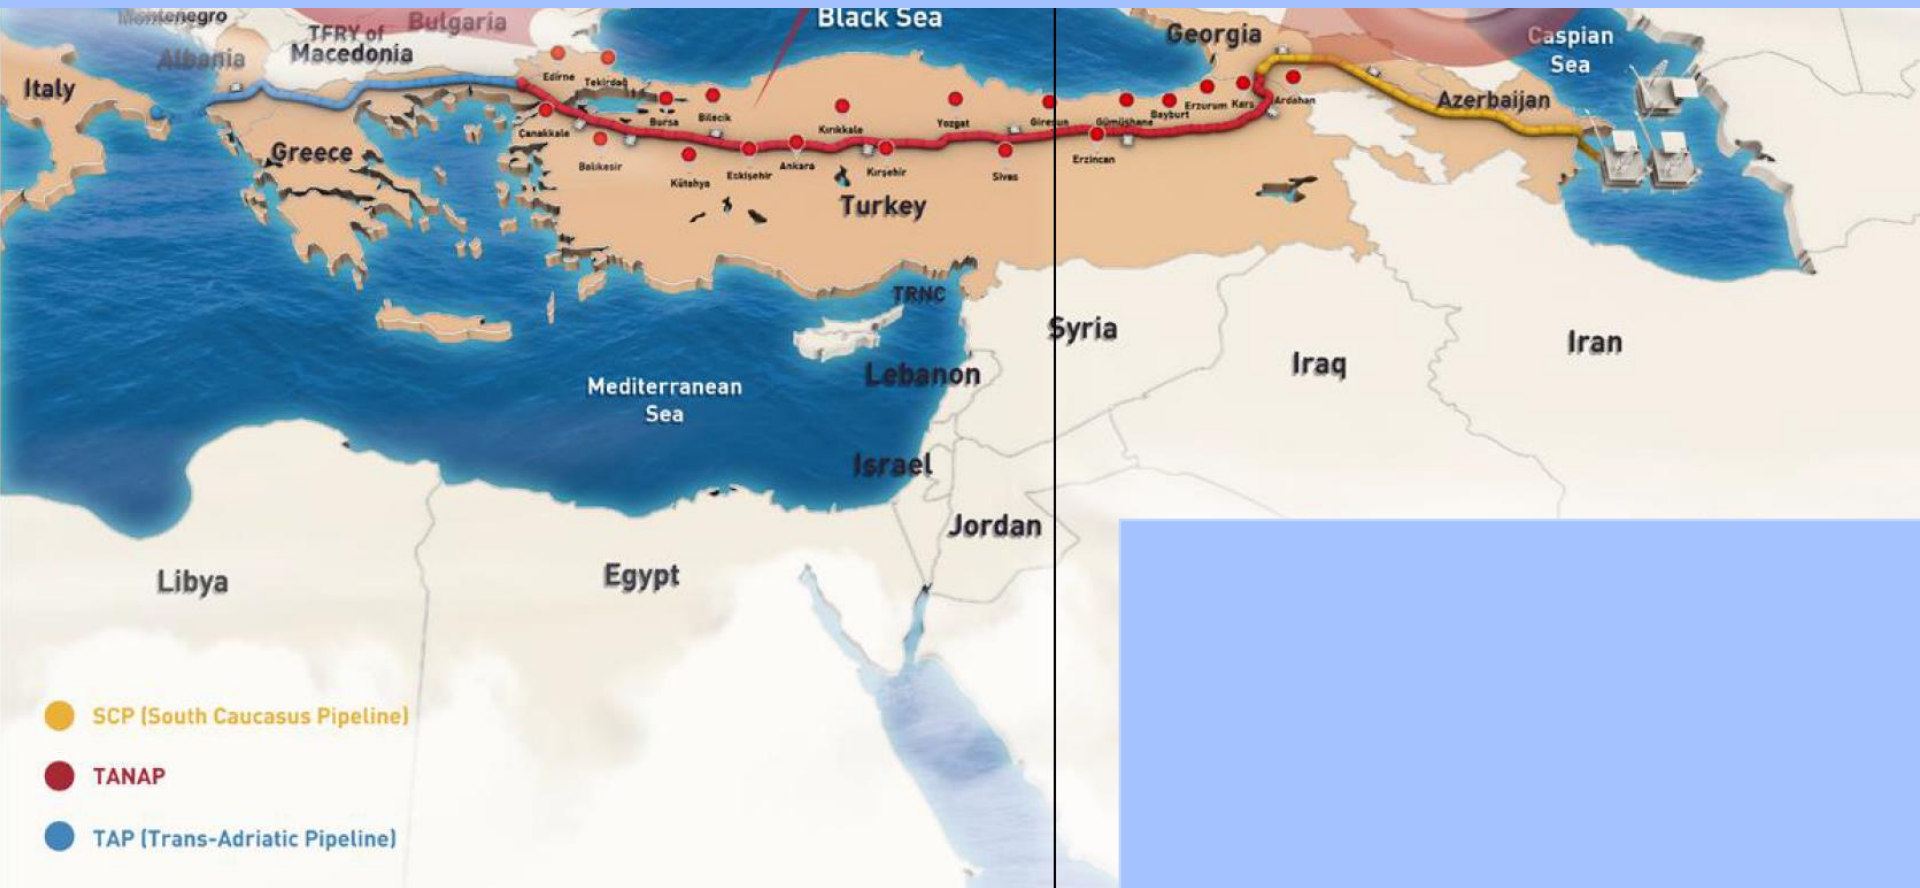 Montenegro
Bulgaria
Black Sea
TFRY of
Macedonia
Albania
Georgia
Caspian
Sea
Italy
Edirne
Tekirdağ
Azerbaijan
Çanakkale
Bursa
Bilecik
Kırıkkale
Yozgat
Giresun
Gümüşhane
Bayburt
Erzurum
Kars
Ardahan
Greece
Balıkesir
Kütahya
Eskişehir
Ankara
Kırşehir
Sivas
Erzincan
Turkey
TRNC
Syria
Iraq
Iran
Lebanon
Mediterranean
Sea
Israel
Jordan
Libya
Egypt
SCP (South Caucasus Pipeline)
TANAP
TAP (Trans-Adriatic Pipeline)